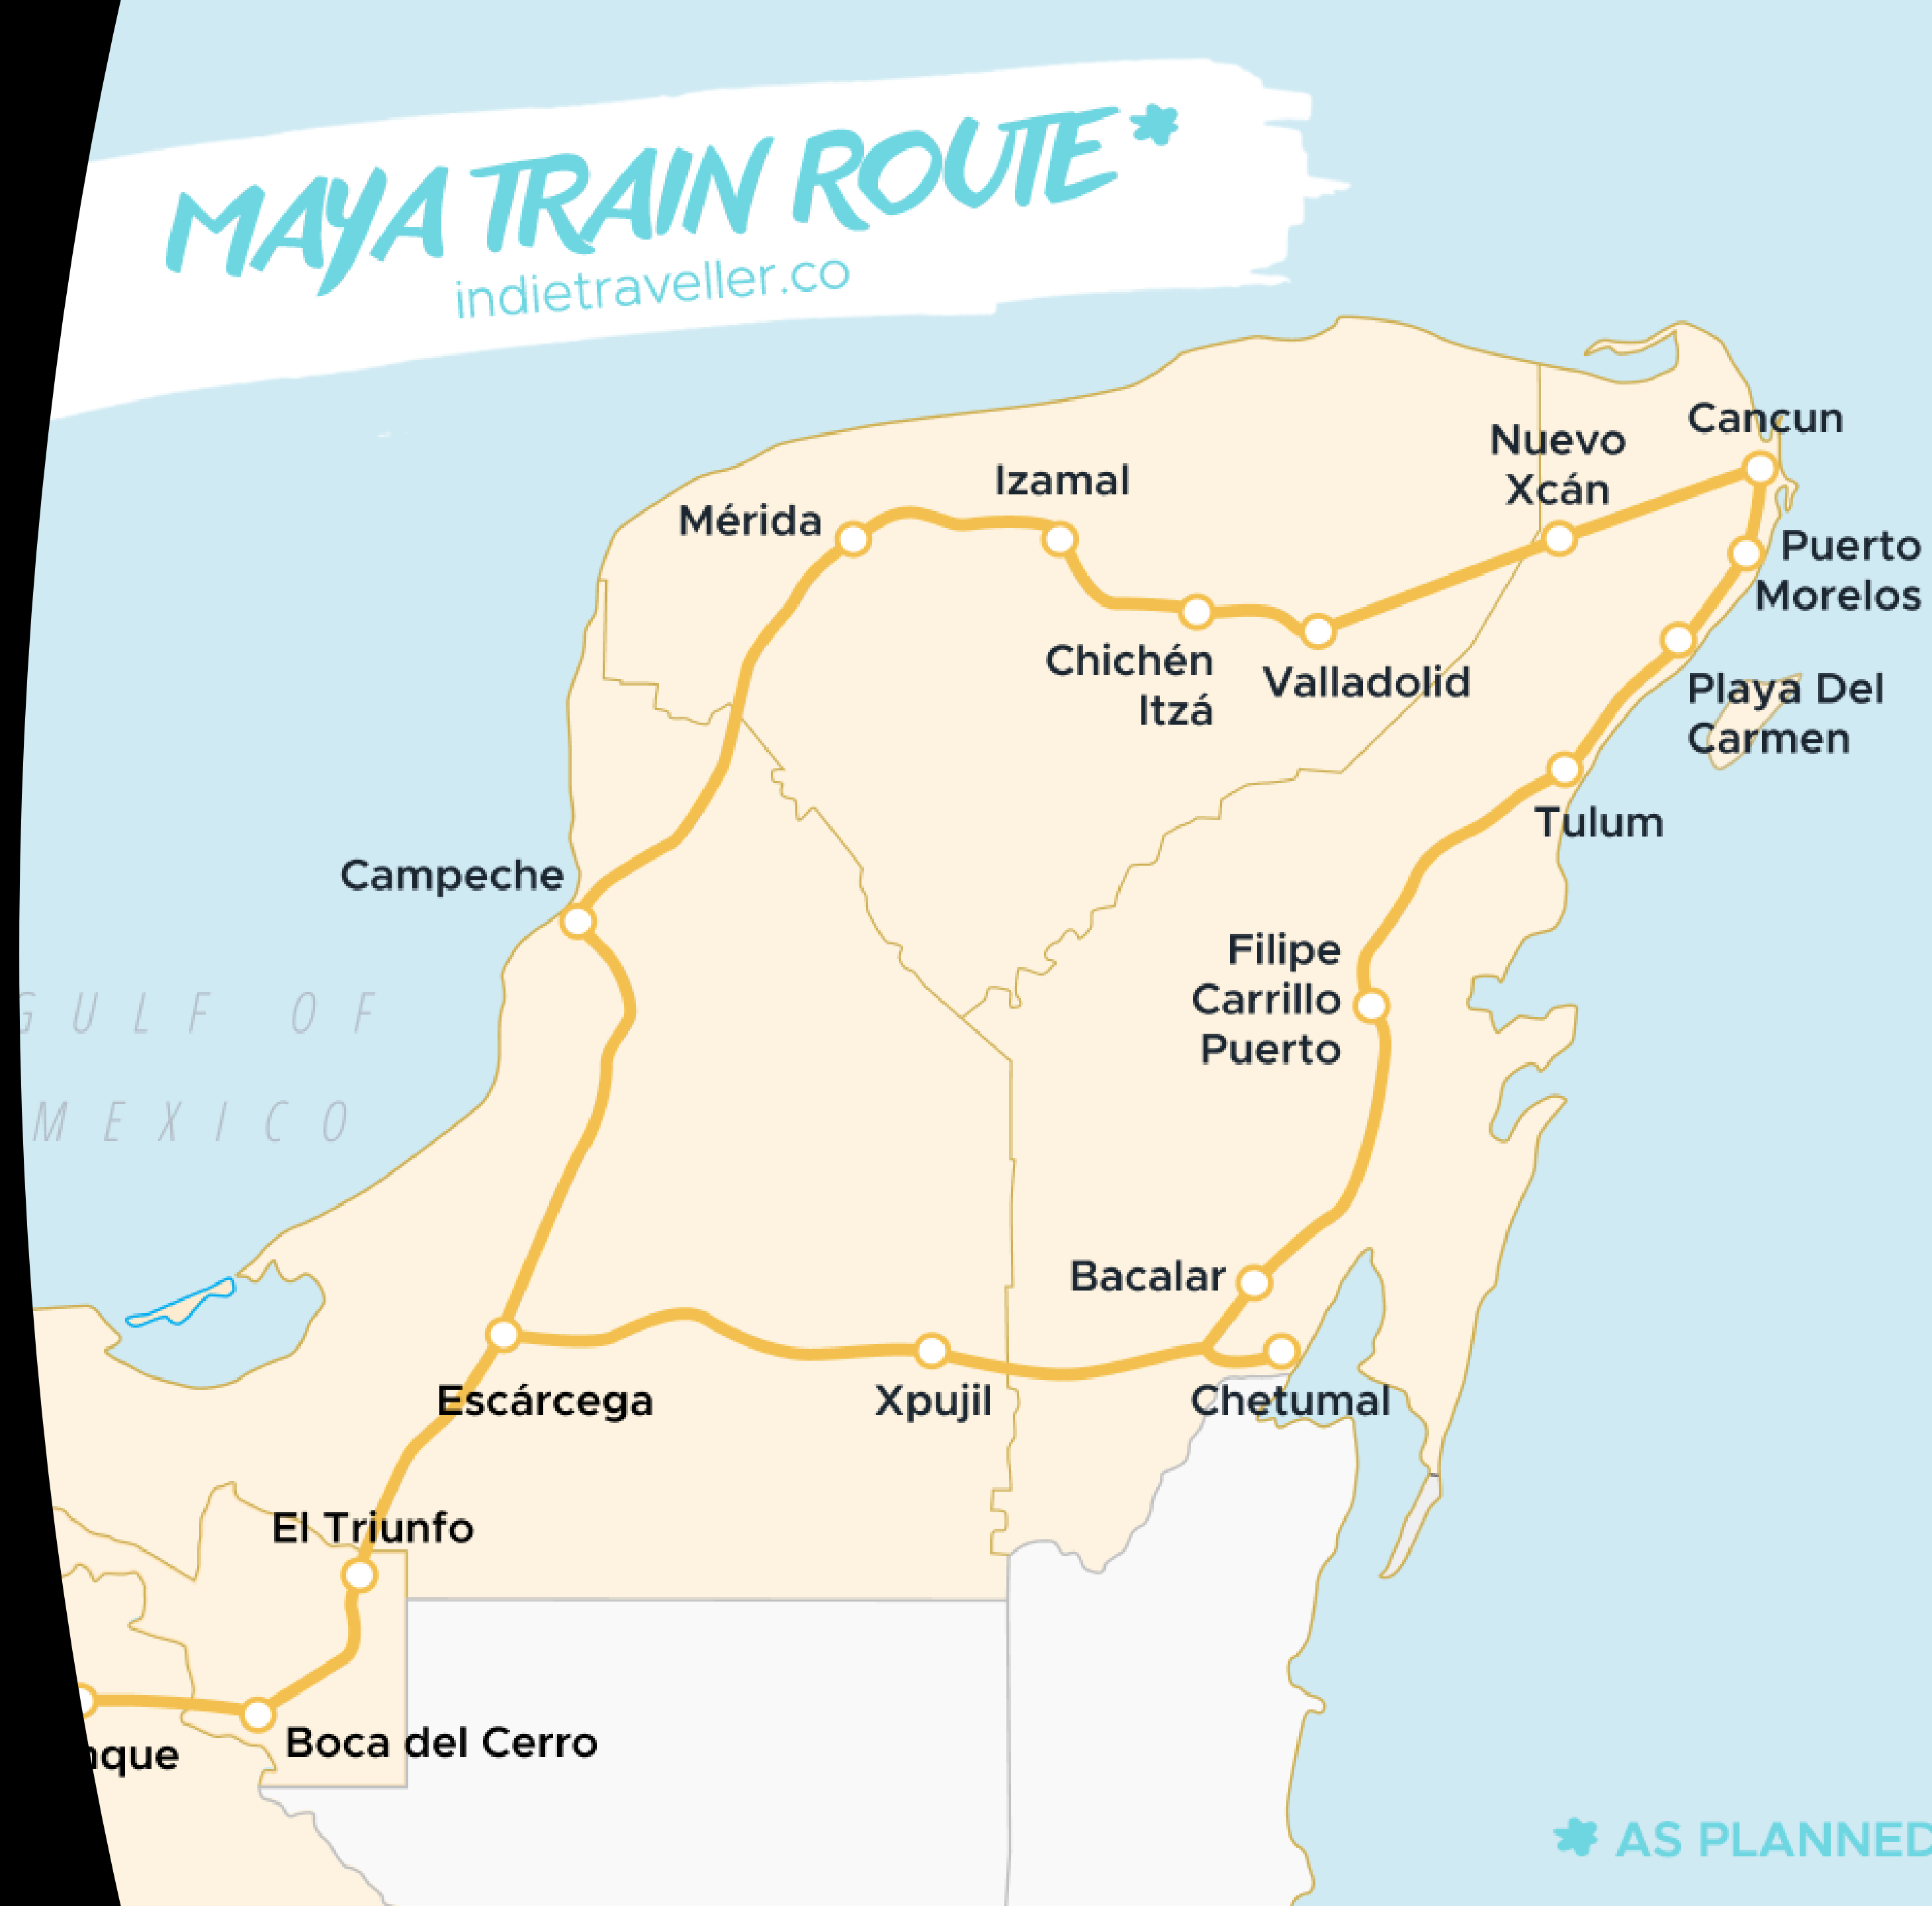 MAYA TRAIN ROUTE*
indietraveller.co
Cancun
Nuevo
Xcán
Izamal
Mérida
Puerto
Morelos
Chichén
Itzá
Valladolid
Playa Del
Carmen
Tulum
Campeche
Filipe
Carrillo
Puerto
GULF OF
MEXICO
Bacalar
Escárcega
Xpujil
Chetumal
El Triunfo
Boca del Cerro
* AS PLANNED